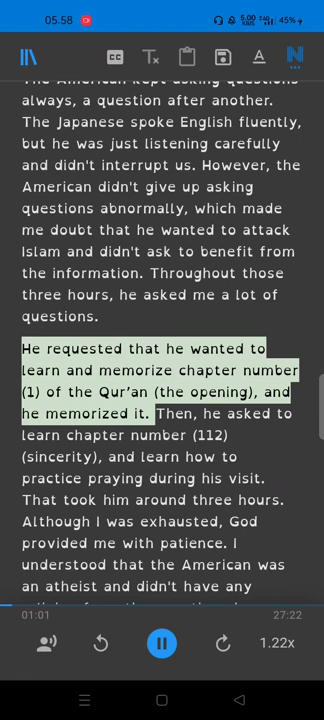 05.58
5.00 KB/s
45%
CC
T
A
N
The American kept asking questions
always, a question after another.
The Japanese spoke English fluently,
but he was just listening carefully
and didn't interrupt us. However, the
American didn't give up asking
questions abnormally, which made
me doubt that he wanted to attack
Islam and didn't ask to benefit from
the information. Throughout those
three hours, he asked me a lot of
questions.
He requested that he wanted to
learn and memorize chapter number
(1) of the Qur’an (the opening), and
he memorized it. Then, he asked to
learn chapter number (112)
(sincerity), and learn how to
practice praying during his visit.
That took him around three hours.
Although I was exhausted, God
provided me with patience. I
understood that the American was
an atheist and didn't have any
01:01
27:22
1.22x